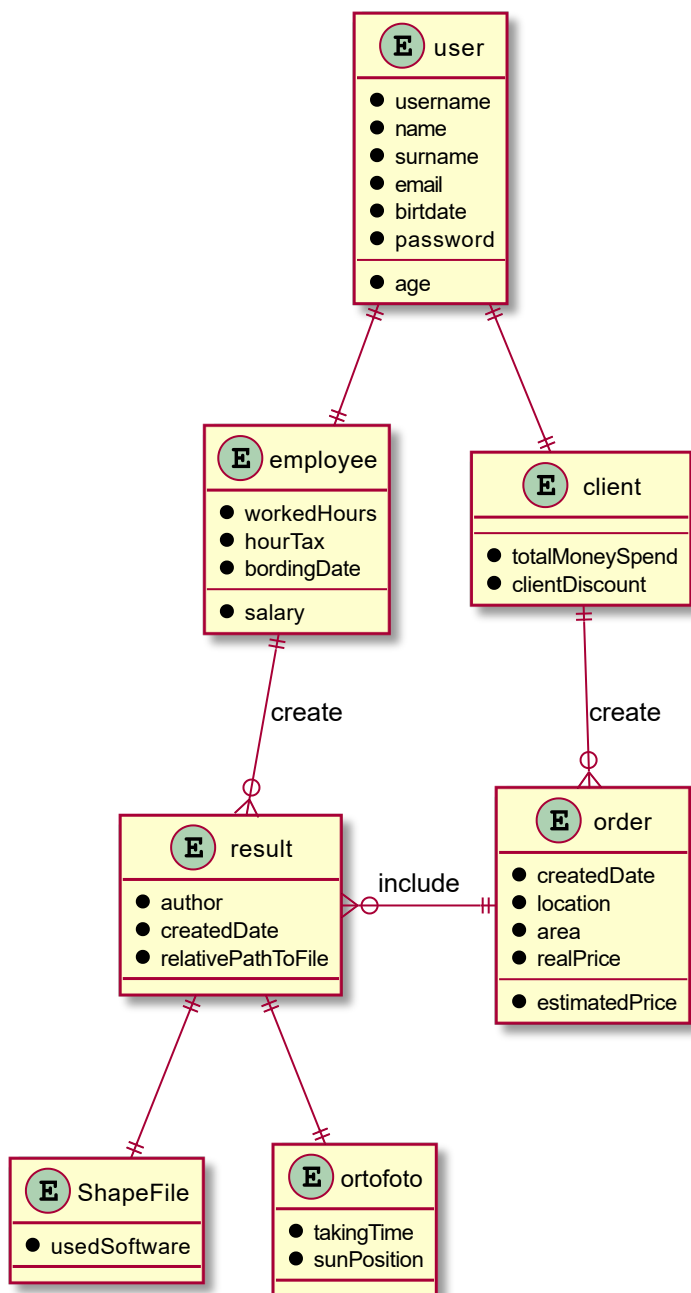 E user
username
name
surname
email
birtdate
password
age
E employee
workedHours
hourTax
bordingDate
salary
E client
totalMoneySpend
clientDiscount
create
create
E result
author
createdDate
relativePathToFile
include
E order
createdDate
location
area
realPrice
estimatedPrice
E ShapeFile
usedSoftware
E ortofoto
takingTime
sunPosition